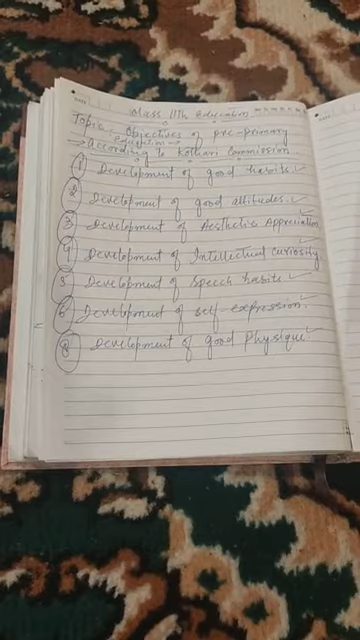 Class 11th Education
Topic: Objectives of pre-primary
education →
→ According to Kothari Commission.
1 Development of good habits.
2 Development of good attitudes.
3 Development of Aesthetic Appreciation
4 Development of Intellectual curiosity
5 Development of Speech habits
6 Development of self-expression.
8 Development of good Physique.